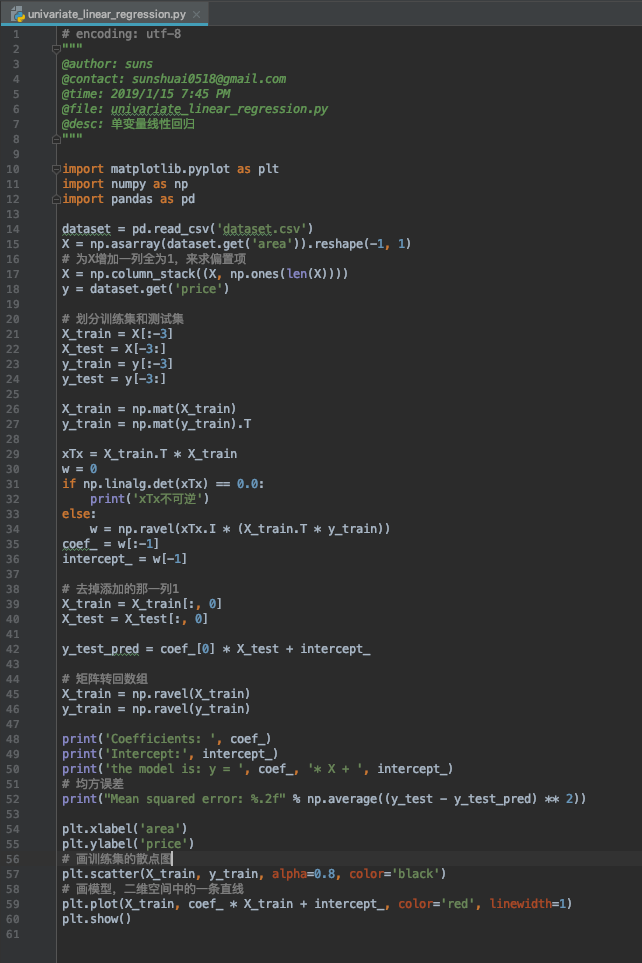 univariate_linear_regression.py ×
1 # encoding: utf-8
2 """
3 @author: suns
4 @contact: sunshuai0518@gmail.com
5 @time: 2019/1/15 7:45 PM
6 @file: univariate_linear_regression.py
7 @desc: 单变量线性回归
8 """
9
10 import matplotlib.pyplot as plt
11 import numpy as np
12 import pandas as pd
13
14 dataset = pd.read_csv('dataset.csv')
15 X = np.asarray(dataset.get('area')).reshape(-1, 1)
16 # 为X增加一列全为1，来求偏置项
17 X = np.column_stack((X, np.ones(len(X))))
18 y = dataset.get('price')
19
20 # 划分训练集和测试集
21 X_train = X[:-3]
22 X_test = X[-3:]
23 y_train = y[:-3]
24 y_test = y[-3:]
25
26 X_train = np.mat(X_train)
27 y_train = np.mat(y_train).T
28
29 xTx = X_train.T * X_train
30 w = 0
31 if np.linalg.det(xTx) == 0.0:
32     print('xTx不可逆')
33 else:
34     w = np.ravel(xTx.I * (X_train.T * y_train))
35 coef_ = w[:-1]
36 intercept_ = w[-1]
37
38 # 去掉添加的那一列1
39 X_train = X_train[:, 0]
40 X_test = X_test[:, 0]
41
42 y_test_pred = coef_[0] * X_test + intercept_
43
44 # 矩阵转回数组
45 X_train = np.ravel(X_train)
46 y_train = np.ravel(y_train)
47
48 print('Coefficients: ', coef_)
49 print('Intercept:', intercept_)
50 print('the model is: y = ', coef_, '* X + ', intercept_)
51 # 均方误差
52 print("Mean squared error: %.2f" % np.average((y_test - y_test_pred) ** 2))
53
54 plt.xlabel('area')
55 plt.ylabel('price')
56 # 画训练集的散点图
57 plt.scatter(X_train, y_train, alpha=0.8, color='black')
58 # 画模型，二维空间中的一条直线
59 plt.plot(X_train, coef_ * X_train + intercept_, color='red', linewidth=1)
60 plt.show()
61